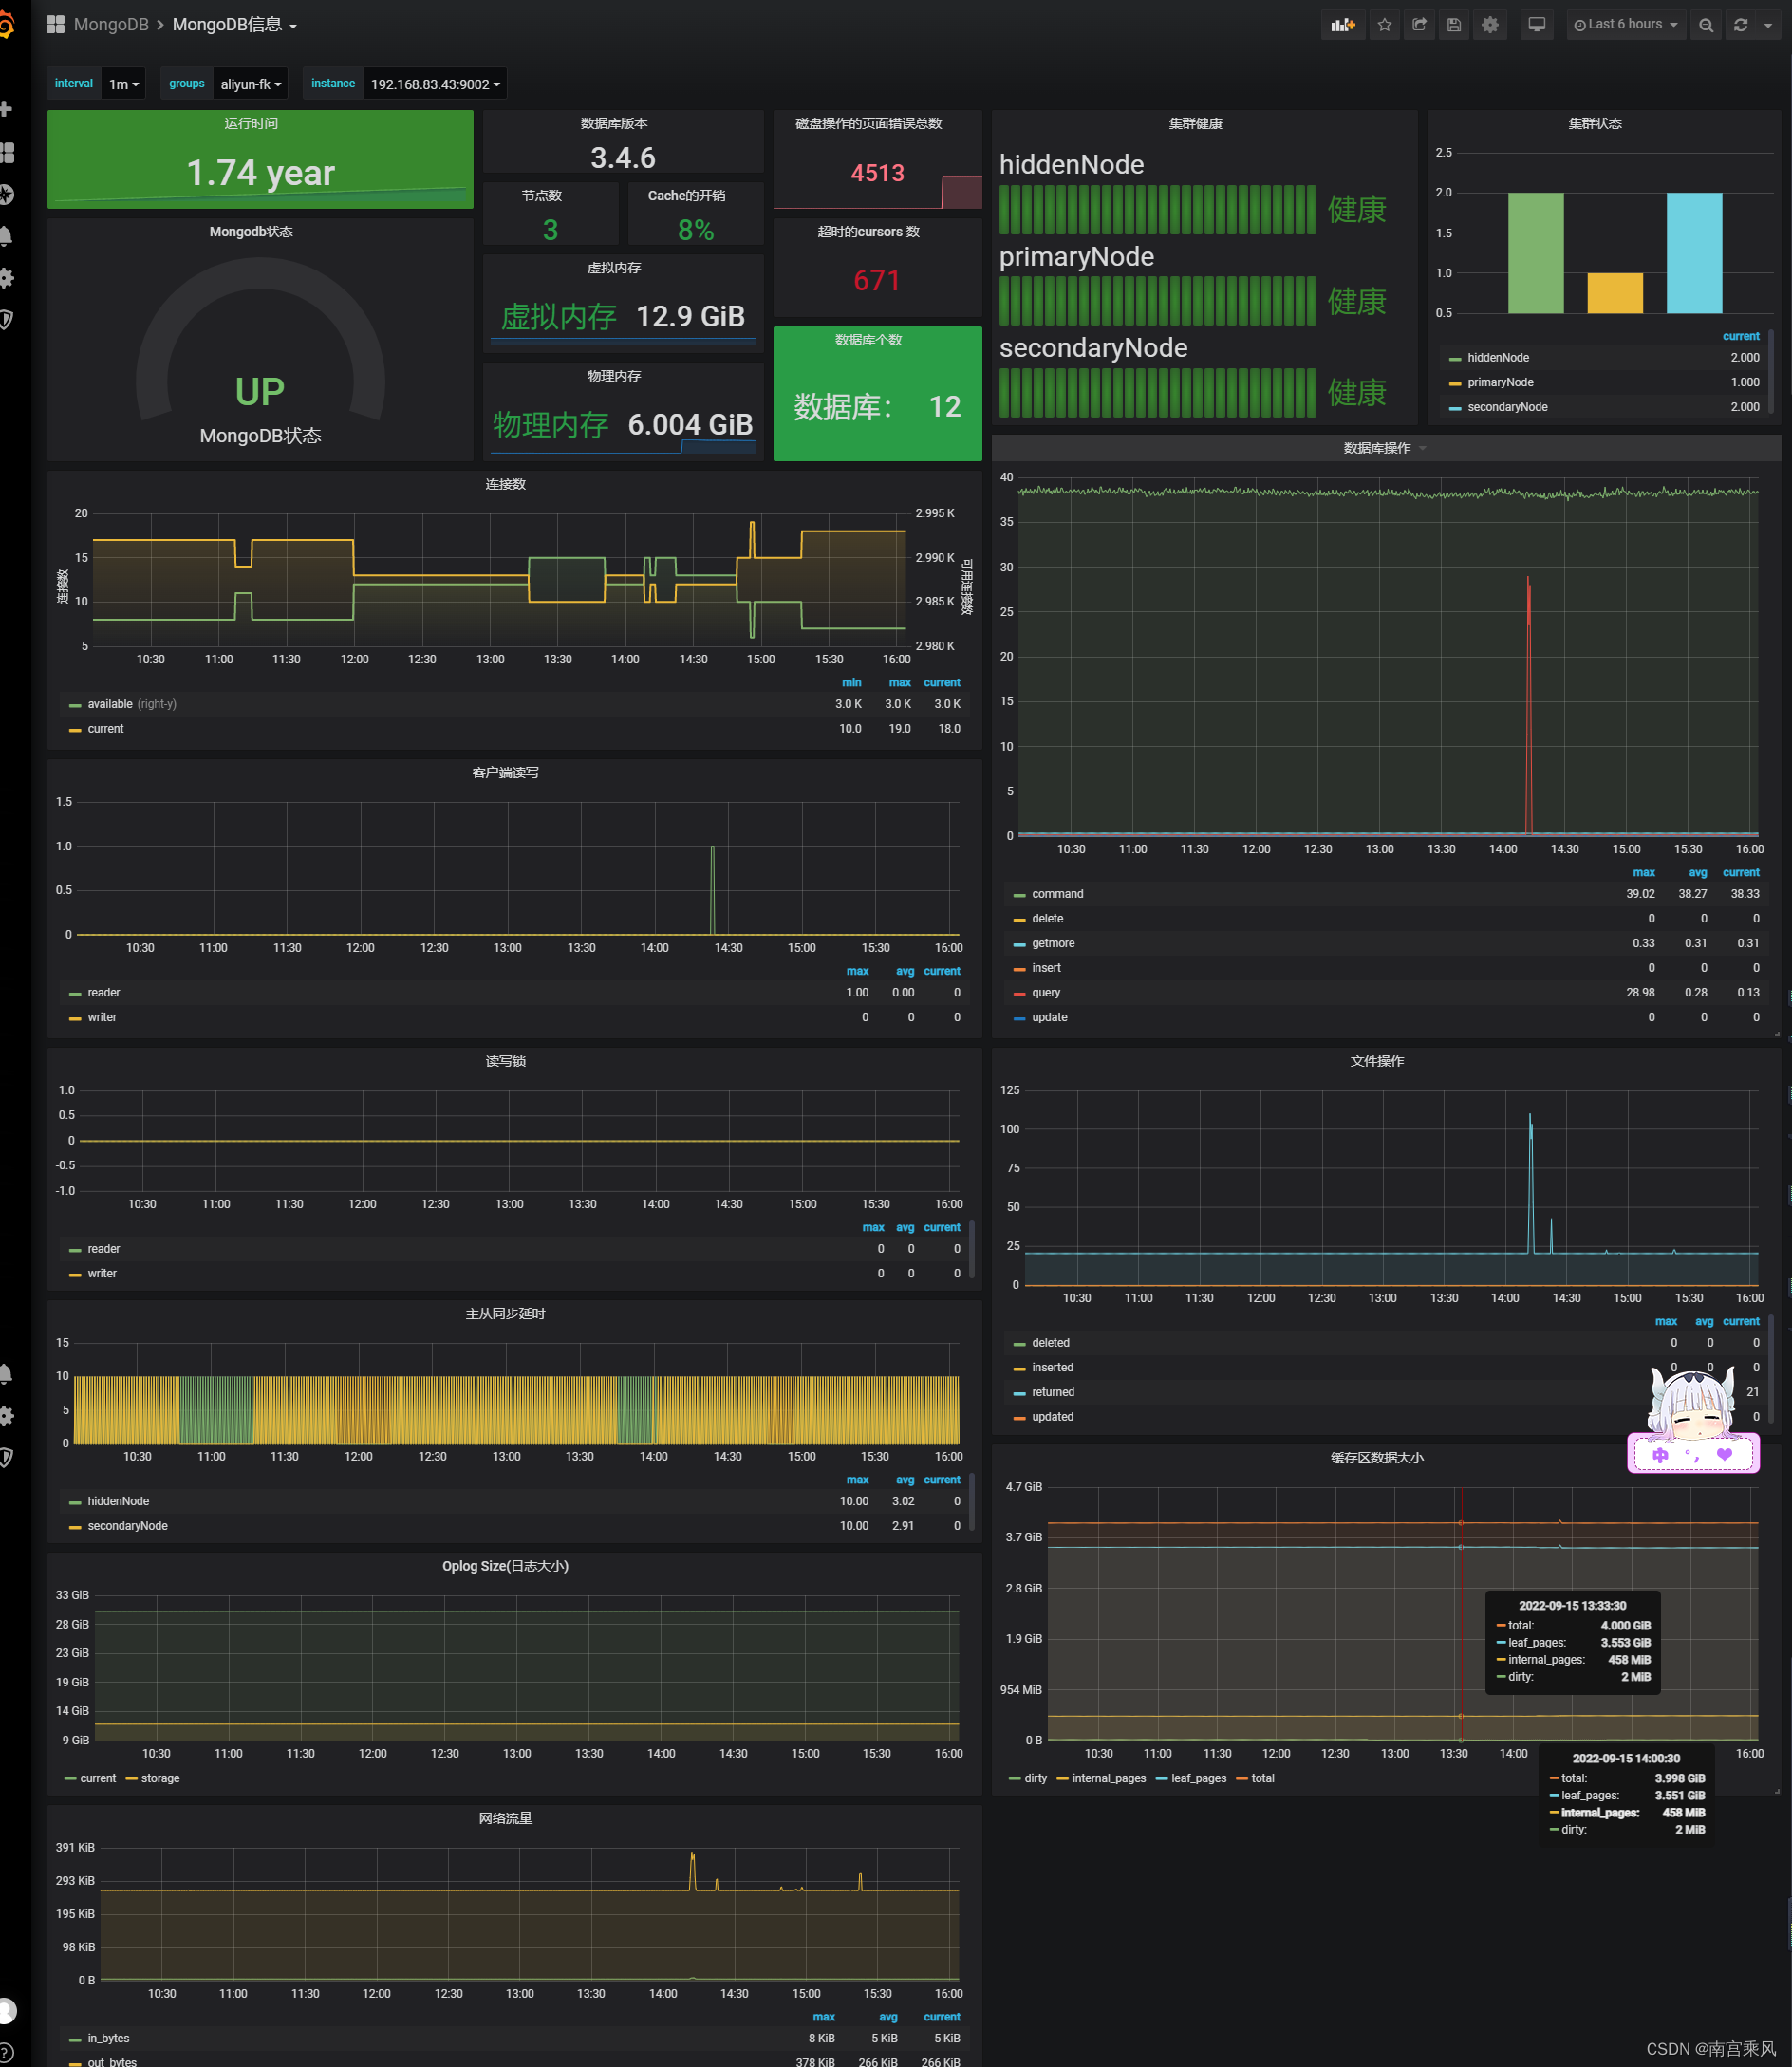 MongoDB > MongoDB信息
Last 6 hours
interval 1m groups aliyun-fk instance 192.168.83.43:9002
运行时间
1.74 year
数据库版本
3.4.6
节点数
3
Cache的开销
8%
磁盘操作的页面错误总数
4513
超时的cursors 数
671
Mongodb状态
UP
MongoDB状态
虚拟内存
虚拟内存 12.9 GiB
物理内存
物理内存 6.004 GiB
数据库个数
数据库： 12
集群健康
hiddenNode
健康
primaryNode
健康
secondaryNode
健康
集群状态
2.5
2.0
1.5
1.0
0.5
current
hiddenNode 2.000
primaryNode 1.000
secondaryNode 2.000
连接数
20
15
10
5
连接数
2.995 K
2.990 K
2.985 K
2.980 K
可用连接数
10:30 11:00 11:30 12:00 12:30 13:00 13:30 14:00 14:30 15:00 15:30 16:00
min max current
available (right-y) 3.0 K 3.0 K 3.0 K
current 10.0 19.0 18.0
数据库操作
40
35
30
25
20
15
10
5
0
10:30 11:00 11:30 12:00 12:30 13:00 13:30 14:00 14:30 15:00 15:30 16:00
max avg current
command 39.02 38.27 38.33
delete 0 0 0
getmore 0.33 0.31 0.31
insert 0 0 0
query 28.98 0.28 0.13
update 0 0 0
客户端读写
1.5
1.0
0.5
0
10:30 11:00 11:30 12:00 12:30 13:00 13:30 14:00 14:30 15:00 15:30 16:00
max avg current
reader 1.00 0.00 0
writer 0 0 0
读写锁
1.0
0.5
0
-0.5
-1.0
10:30 11:00 11:30 12:00 12:30 13:00 13:30 14:00 14:30 15:00 15:30 16:00
max avg current
reader 0 0 0
writer 0 0 0
文件操作
125
100
75
50
25
0
10:30 11:00 11:30 12:00 12:30 13:00 13:30 14:00 14:30 15:00 15:30 16:00
max avg current
deleted 0 0 0
inserted 0 0 0
returned 21
updated 0
中 °, ❤
主从同步延时
15
10
5
0
10:30 11:00 11:30 12:00 12:30 13:00 13:30 14:00 14:30 15:00 15:30 16:00
max avg current
hiddenNode 10.00 3.02 0
secondaryNode 10.00 2.91 0
缓存区数据大小
4.7 GiB
3.7 GiB
2.8 GiB
1.9 GiB
954 MiB
0 B
10:30 11:00 11:30 12:00 12:30 13:00 13:30 14:00 16:00
2022-09-15 13:33:30
total: 4.000 GiB
leaf_pages: 3.553 GiB
internal_pages: 458 MiB
dirty: 2 MiB
dirty internal_pages leaf_pages total
2022-09-15 14:00:30
total: 3.998 GiB
leaf_pages: 3.551 GiB
internal_pages: 458 MiB
dirty: 2 MiB
Oplog Size(日志大小)
33 GiB
28 GiB
23 GiB
19 GiB
14 GiB
9 GiB
10:30 11:00 11:30 12:00 12:30 13:00 13:30 14:00 14:30 15:00 15:30 16:00
current storage
网络流量
391 KiB
293 KiB
195 KiB
98 KiB
0 B
10:30 11:00 11:30 12:00 12:30 13:00 13:30 14:00 14:30 15:00 15:30 16:00
max avg current
in_bytes 8 KiB 5 KiB 5 KiB
out_bytes 378 KiB 266 KiB 266 KiB
CSDN @南宫乘风